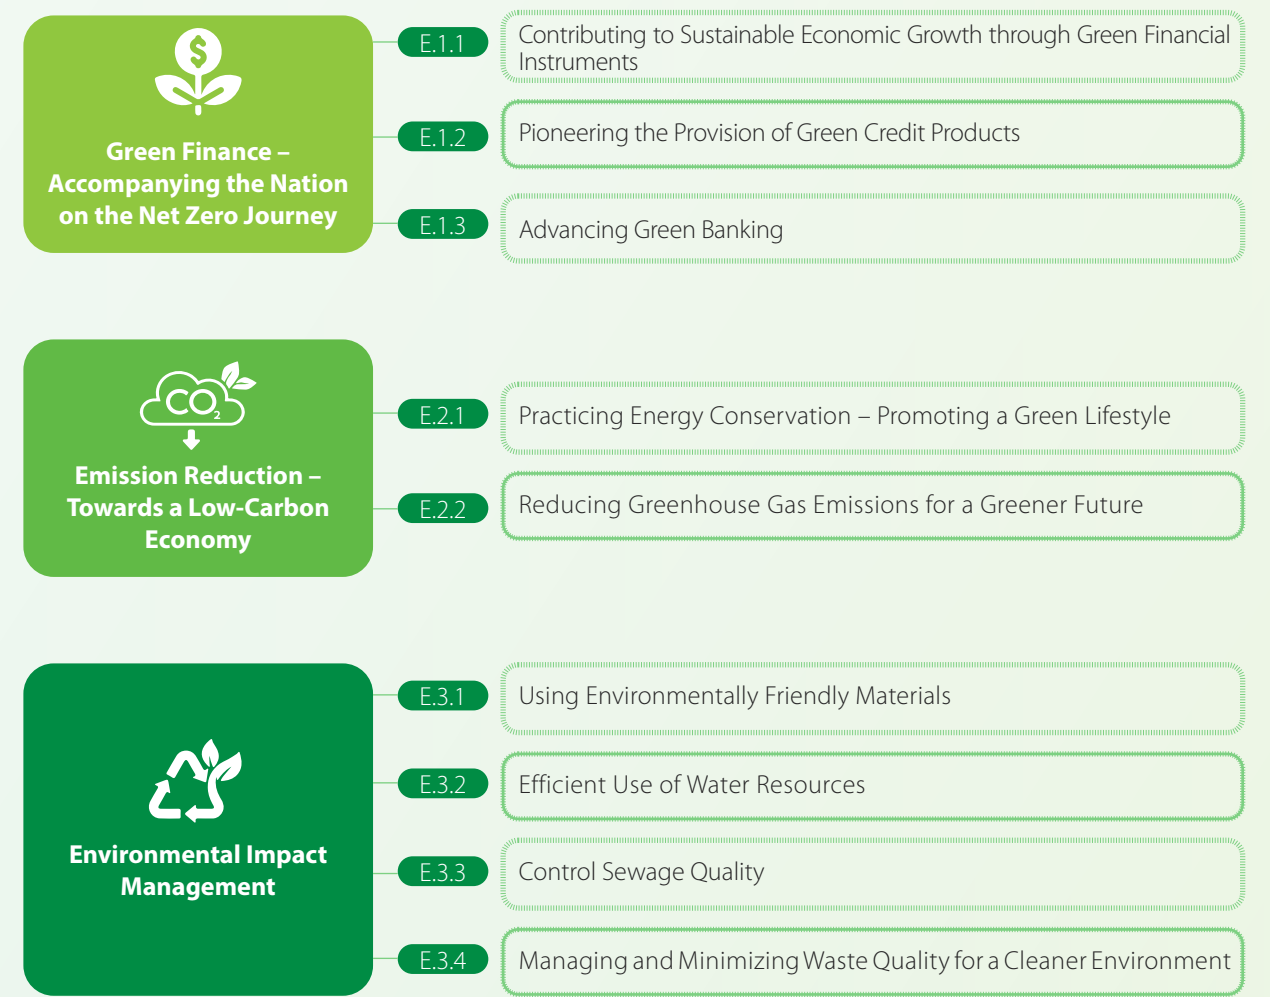 Green Finance –
Accompanying the Nation
on the Net Zero Journey
E.1.1
Contributing to Sustainable Economic Growth through Green Financial
Instruments
E.1.2
Pioneering the Provision of Green Credit Products
E.1.3
Advancing Green Banking
CO2
Emission Reduction –
Towards a Low-Carbon
Economy
E.2.1
Practicing Energy Conservation – Promoting a Green Lifestyle
E.2.2
Reducing Greenhouse Gas Emissions for a Greener Future
Environmental Impact
Management
E.3.1
Using Environmentally Friendly Materials
E.3.2
Efficient Use of Water Resources
E.3.3
Control Sewage Quality
E.3.4
Managing and Minimizing Waste Quality for a Cleaner Environment